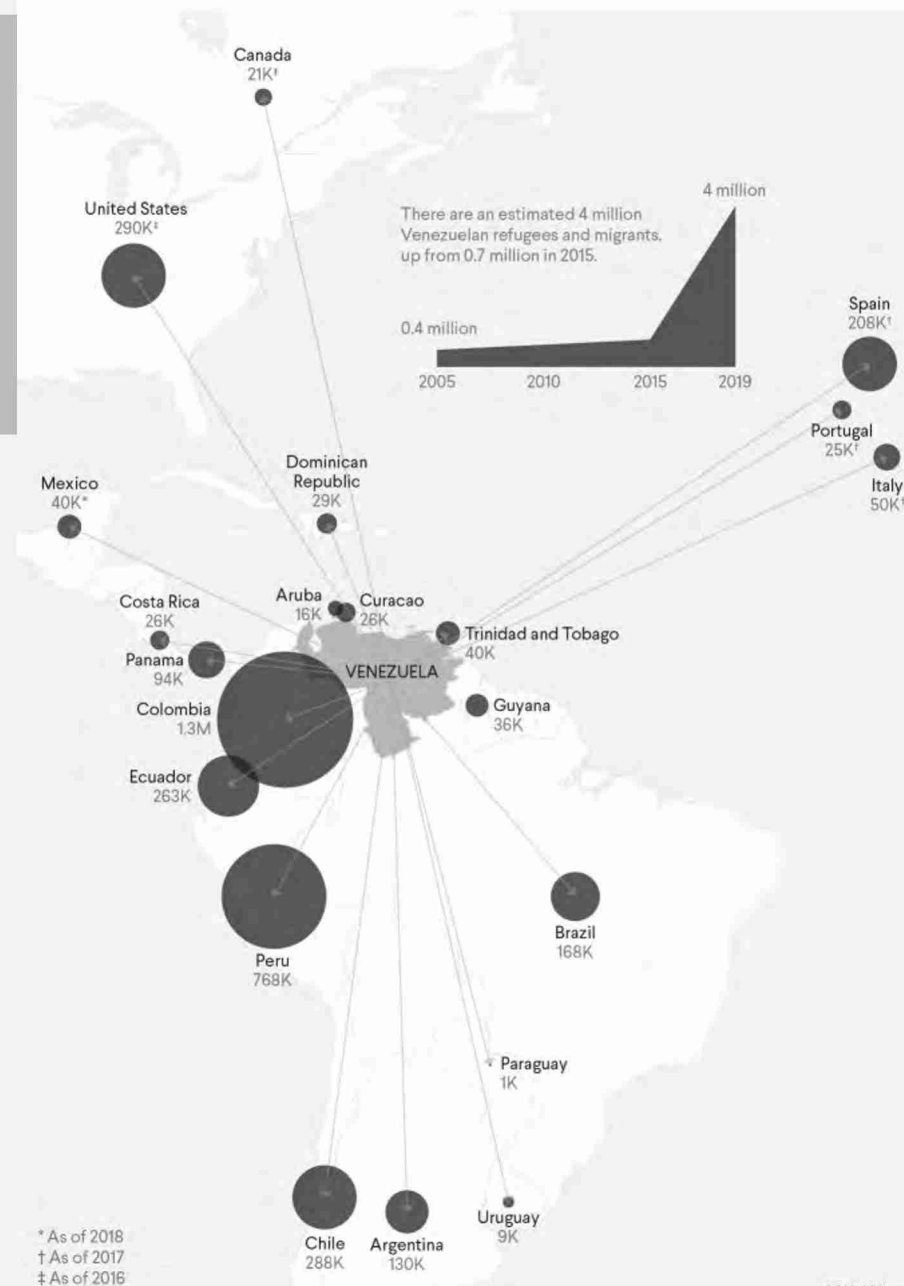 Canada
21K‡
United States
290K‡
There are an estimated 4 million
Venezuelan refugees and migrants,
up from 0.7 million in 2015.
4 million
0.4 million
2005 2010 2015 2019
Spain
208K†
Portugal
25K†
Italy
50K†
Mexico
40K*
Dominican
Republic
29K
Aruba
16K
Curacao
26K
Costa Rica
26K
Panama
94K
Trinidad and Tobago
40K
VENEZUELA
Colombia
1.3M
Guyana
36K
Ecuador
263K
Peru
768K
Brazil
168K
Paraguay
1K
Chile
288K
Argentina
130K
Uruguay
9K
* As of 2018
† As of 2017
‡ As of 2016